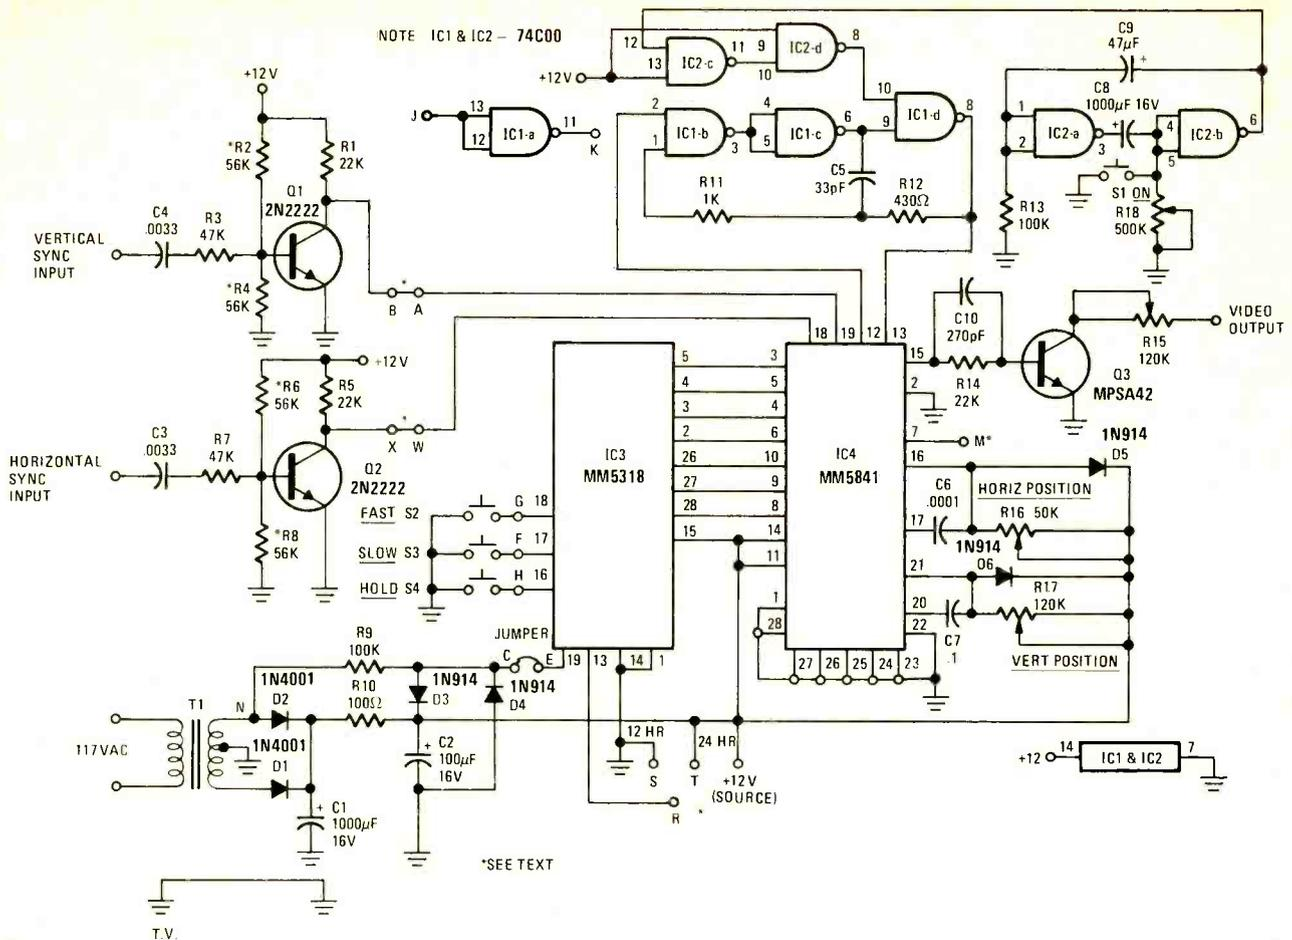 NOTE IC1 & IC2 – 74C00
+12V
*R2
56K
R1
22K
Q1
2N2222
C4
.0033
R3
47K
VERTICAL
SYNC
INPUT
*R4
56K
B
*
A
J
13
12
IC1-a
11
K
+12V
12
13
IC2-c
11
9
10
IC2-d
8
2
1
IC1-b
3
4
5
IC1-c
6
10
9
IC1-d
8
C5
33pF
R11
1K
R12
430Ω
C9
47µF
+
C8
1000µF 16V
+
1
2
IC2-a
3
4
5
IC2-b
6
S1 ON
R13
100K
R18
500K
*R6
56K
+12V
R5
22K
X
*
W
C3
.0033
R7
47K
HORIZONTAL
SYNC
INPUT
Q2
2N2222
*R8
56K
FAST S2
G
18
SLOW S3
F
17
HOLD S4
H
16
IC3
MM5318
5
4
3
2
26
27
28
15
3
5
4
6
10
9
8
14
11
1
28
18
19
12
13
IC4
MM5841
15
2
7
16
17
21
20
22
27
26
25
24
23
C10
270pF
R14
22K
Q3
MPSA42
R15
120K
VIDEO
OUTPUT
M*
1N914
D5
HORIZ POSITION
C6
.0001
R16 50K
1N914
D6
R17
120K
C7
.1
VERT POSITION
JUMPER
C
E
19
13
14
1
R9
100K
R10
100Ω
1N4001
D2
N
T1
117VAC
1N4001
D1
1N914
D3
1N914
D4
+
C2
100µF
16V
+
C1
1000µF
16V
12 HR
S
24 HR
T
+12V
(SOURCE)
R
*
+12
14
IC1 & IC2
7
*SEE TEXT
T.V.